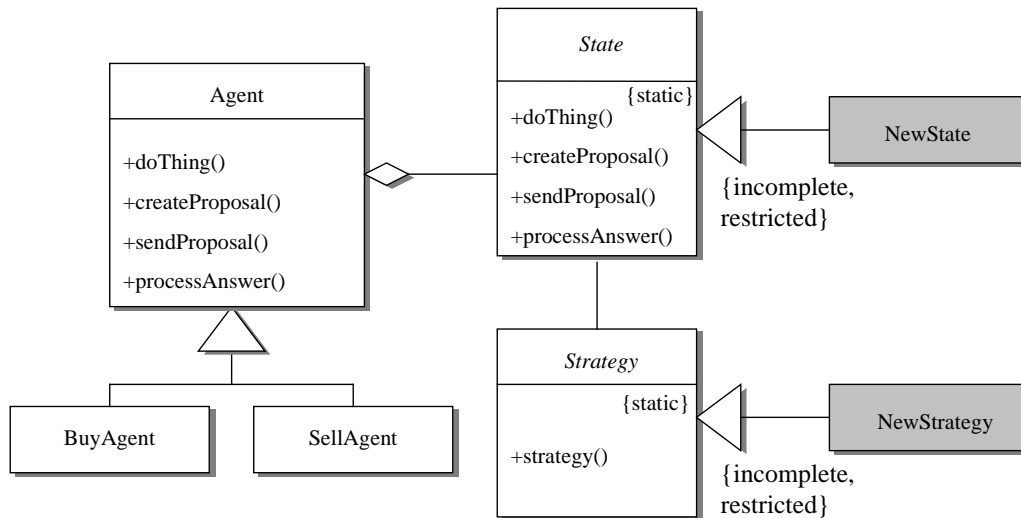 Agent
+doThing()
+createProposal()
+sendProposal()
+processAnswer()
BuyAgent
SellAgent
State
{static}
+doThing()
+createProposal()
+sendProposal()
+processAnswer()
{incomplete,
restricted}
NewState
Strategy
{static}
+strategy()
{incomplete,
restricted}
NewStrategy